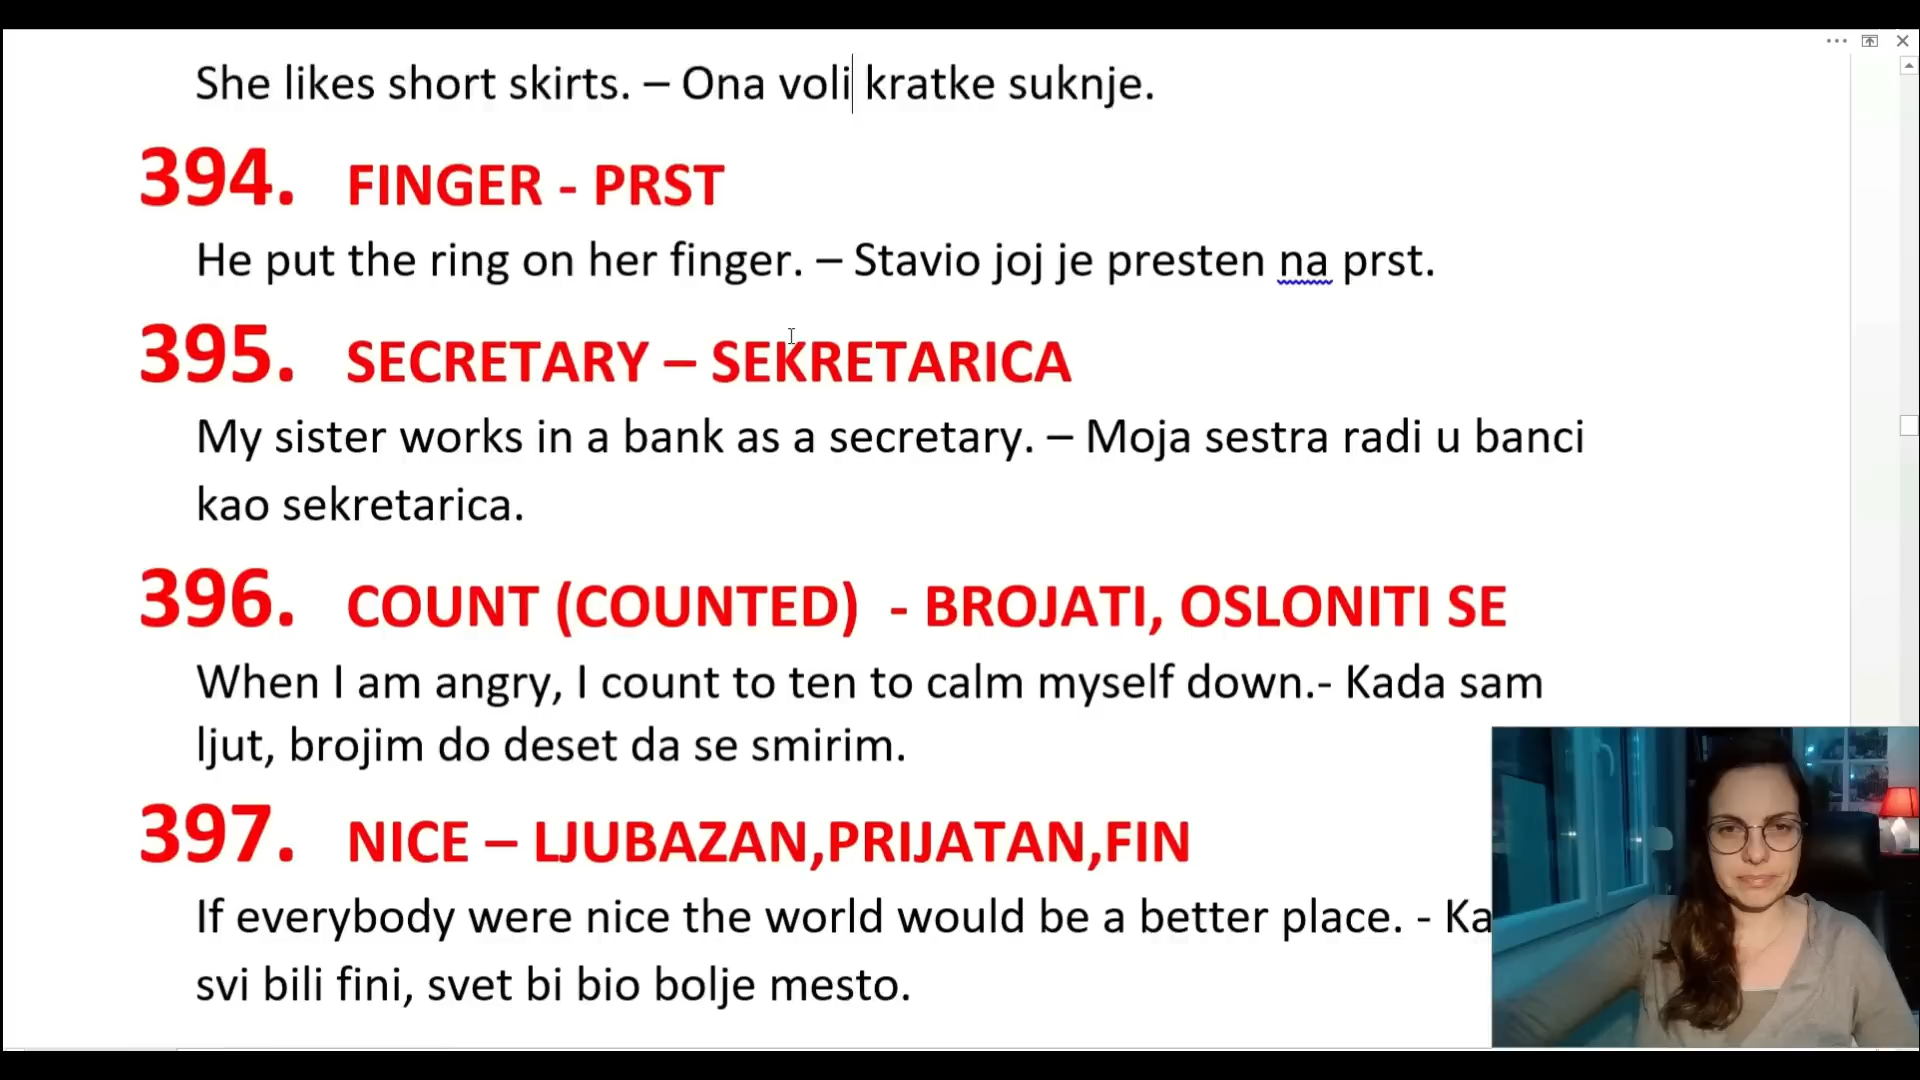 She likes short skirts. – Ona voli kratke suknje.
394. FINGER - PRST
He put the ring on her finger. – Stavio joj je presten na prst.
395. SECRETARY – SEKRETARICA
My sister works in a bank as a secretary. – Moja sestra radi u banci
kao sekretarica.
396. COUNT (COUNTED) - BROJATI, OSLONITI SE
When I am angry, I count to ten to calm myself down.- Kada sam
ljut, brojim do deset da se smirim.
397. NICE – LJUBAZAN,PRIJATAN,FIN
If everybody were nice the world would be a better place. - Ka
svi bili fini, svet bi bio bolje mesto.